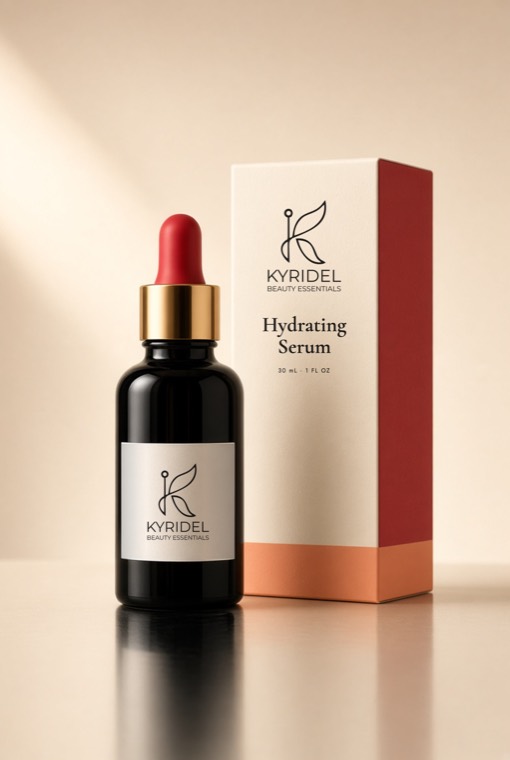 KYRIDEL
BEAUTY ESSENTIALS
Hydrating
Serum
30 mL · 1 FL OZ
KYRIDEL
BEAUTY ESSENTIALS